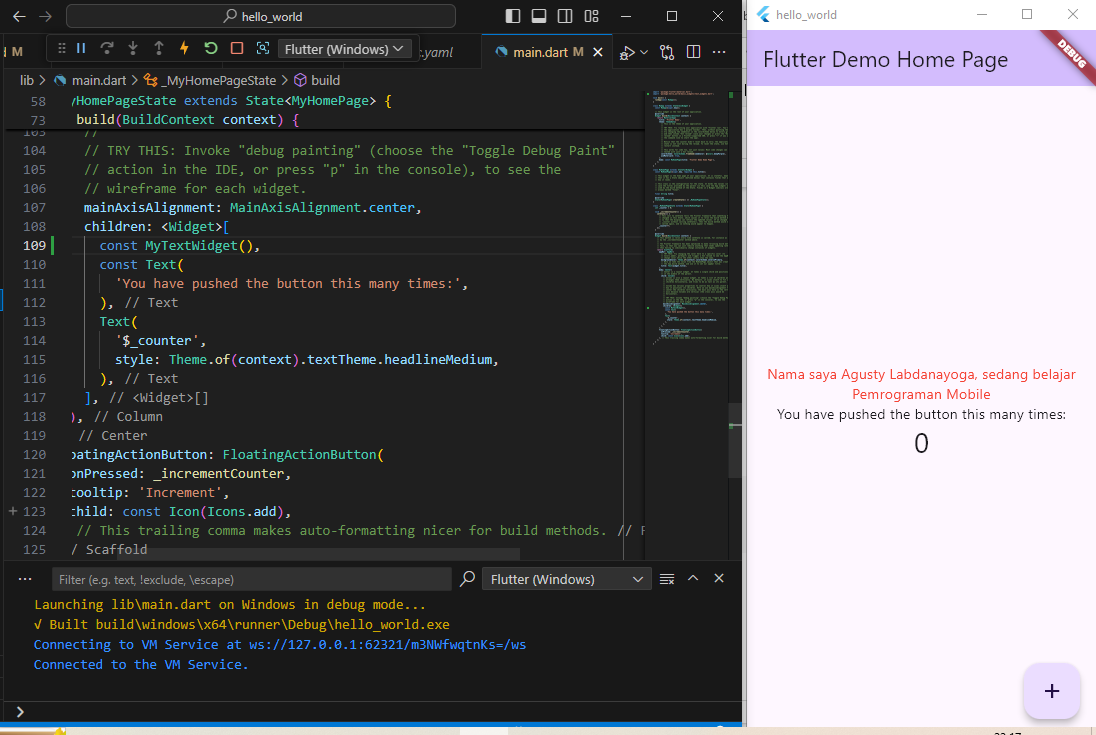 hello_world
M
Flutter (Windows)
.yaml
main.dart M
lib > main.dart > _MyHomePageState > build
58 yHomePageState extends State<MyHomePage> {
73 build(BuildContext context) {
103 //
104 // TRY THIS: Invoke "debug painting" (choose the "Toggle Debug Paint"
105 // action in the IDE, or press "p" in the console), to see the
106 // wireframe for each widget.
107 mainAxisAlignment: MainAxisAlignment.center,
108 children: <Widget>[
109 const MyTextWidget(),
110 const Text(
111 'You have pushed the button this many times:',
112 ), // Text
113 Text(
114 '$_counter',
115 style: Theme.of(context).textTheme.headlineMedium,
116 ), // Text
117 ], // <Widget>[]
118 ), // Column
119 // Center
120 oatingActionButton: FloatingActionButton(
121 onPressed: _incrementCounter,
122 tooltip: 'Increment',
123 child: const Icon(Icons.add),
124 // This trailing comma makes auto-formatting nicer for build methods. // F
125 / Scaffold
Filter (e.g. text, !exclude, \escape)
Flutter (Windows)
Launching lib\main.dart on Windows in debug mode...
√ Built build\windows\x64\runner\Debug\hello_world.exe
Connecting to VM Service at ws://127.0.0.1:62321/m3NWfwqtnKs=/ws
Connected to the VM Service.
hello_world
Flutter Demo Home Page
DEBUG
Nama saya Agusty Labdanayoga, sedang belajar
Pemrograman Mobile
You have pushed the button this many times:
0
+